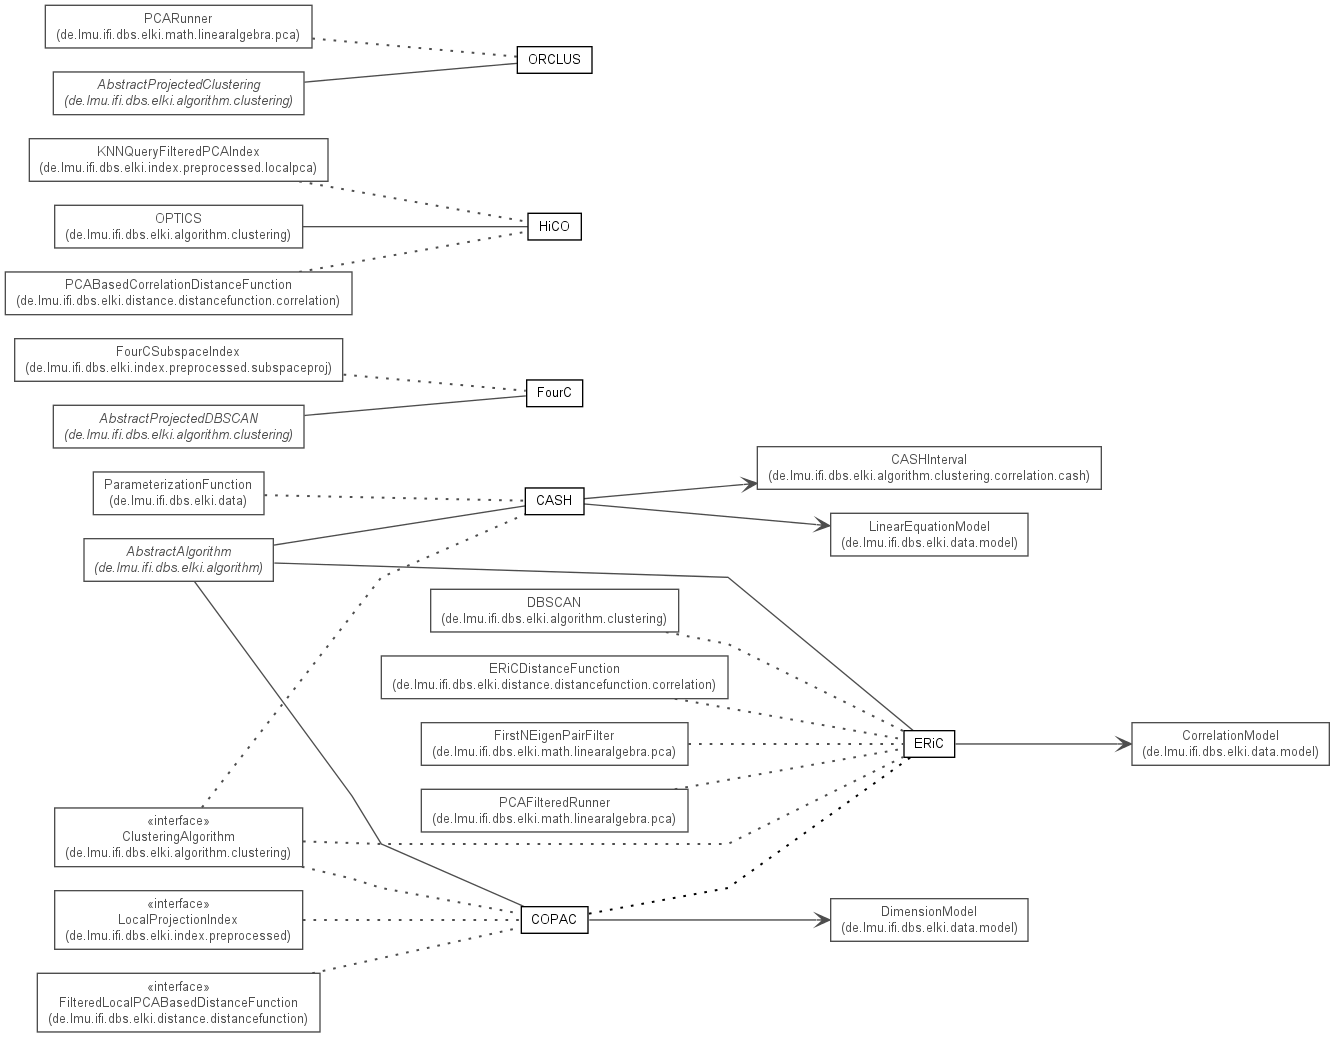 PCARunner
(de.lmu.ifi.dbs.elki.math.linearalgebra.pca)
ORCLUS
AbstractProjectedClustering
(de.lmu.ifi.dbs.elki.algorithm.clustering)
KNNQueryFilteredPCAIndex
(de.lmu.ifi.dbs.elki.index.preprocessed.localpca)
OPTICS
(de.lmu.ifi.dbs.elki.algorithm.clustering)
HiCO
PCABasedCorrelationDistanceFunction
(de.lmu.ifi.dbs.elki.distance.distancefunction.correlation)
FourCSubspaceIndex
(de.lmu.ifi.dbs.elki.index.preprocessed.subspaceproj)
FourC
AbstractProjectedDBSCAN
(de.lmu.ifi.dbs.elki.algorithm.clustering)
CASHInterval
(de.lmu.ifi.dbs.elki.algorithm.clustering.correlation.cash)
ParameterizationFunction
(de.lmu.ifi.dbs.elki.data)
CASH
LinearEquationModel
(de.lmu.ifi.dbs.elki.data.model)
AbstractAlgorithm
(de.lmu.ifi.dbs.elki.algorithm)
DBSCAN
(de.lmu.ifi.dbs.elki.algorithm.clustering)
ERiCDistanceFunction
(de.lmu.ifi.dbs.elki.distance.distancefunction.correlation)
FirstNEigenPairFilter
(de.lmu.ifi.dbs.elki.math.linearalgebra.pca)
ERiC
CorrelationModel
(de.lmu.ifi.dbs.elki.data.model)
PCAFilteredRunner
(de.lmu.ifi.dbs.elki.math.linearalgebra.pca)
«interface»
ClusteringAlgorithm
(de.lmu.ifi.dbs.elki.algorithm.clustering)
«interface»
LocalProjectionIndex
(de.lmu.ifi.dbs.elki.index.preprocessed)
COPAC
DimensionModel
(de.lmu.ifi.dbs.elki.data.model)
«interface»
FilteredLocalPCABasedDistanceFunction
(de.lmu.ifi.dbs.elki.distance.distancefunction)